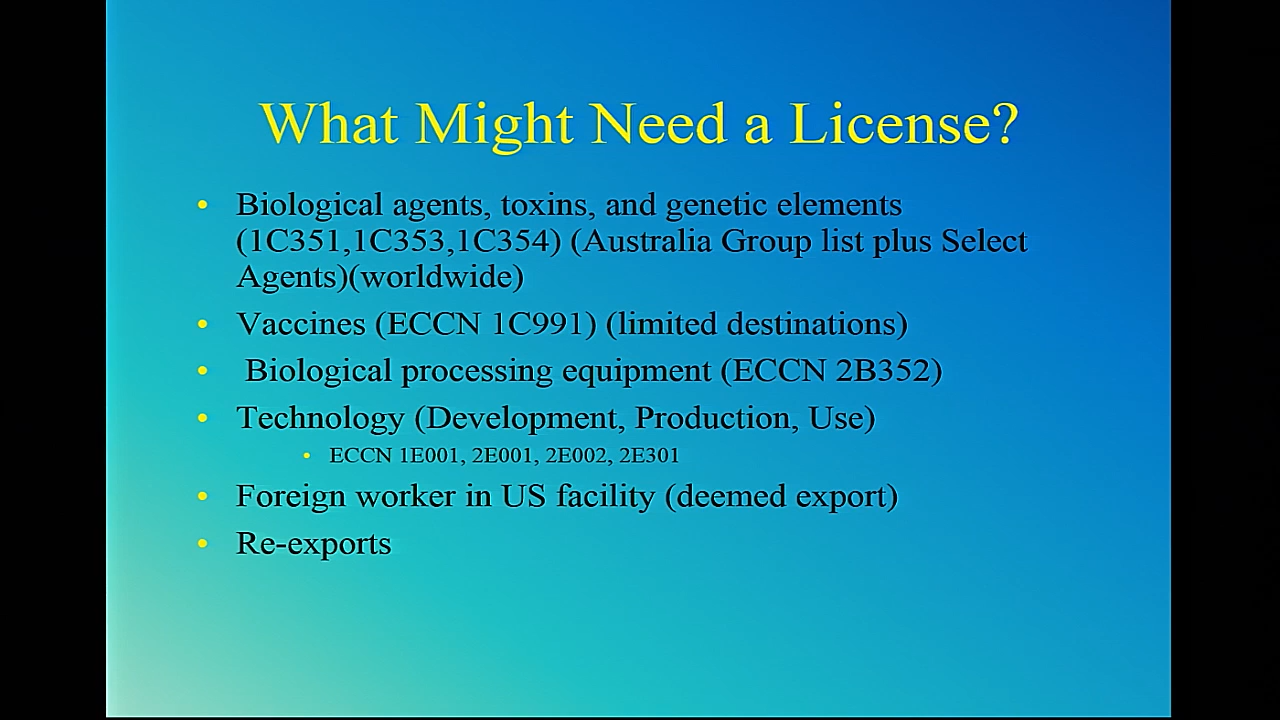 What Might Need a License?
• Biological agents, toxins, and genetic elements
(1C351,1C353,1C354) (Australia Group list plus Select
Agents)(worldwide)
• Vaccines (ECCN 1C991) (limited destinations)
• Biological processing equipment (ECCN 2B352)
• Technology (Development, Production, Use)
• ECCN 1E001, 2E001, 2E002, 2E301
• Foreign worker in US facility (deemed export)
• Re-exports